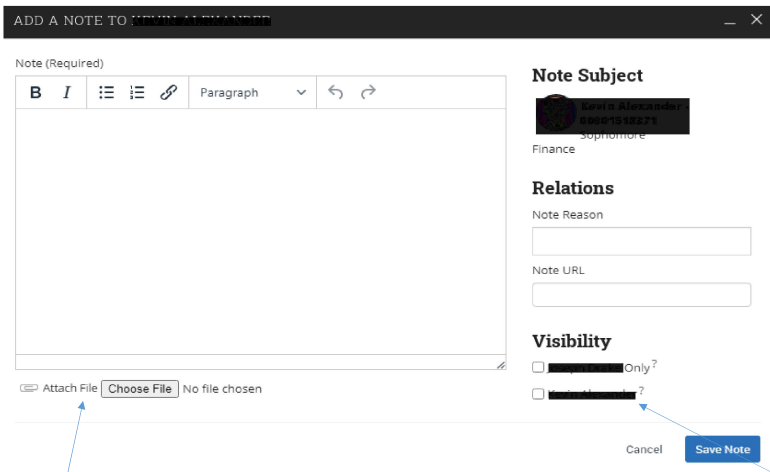 ADD A NOTE TO
Note (Required)
B I Paragraph
Attach File Choose File No file chosen
Note Subject
Sophomore
Finance
Relations
Note Reason
Note URL
Visibility
Only ?
?
Cancel Save Note